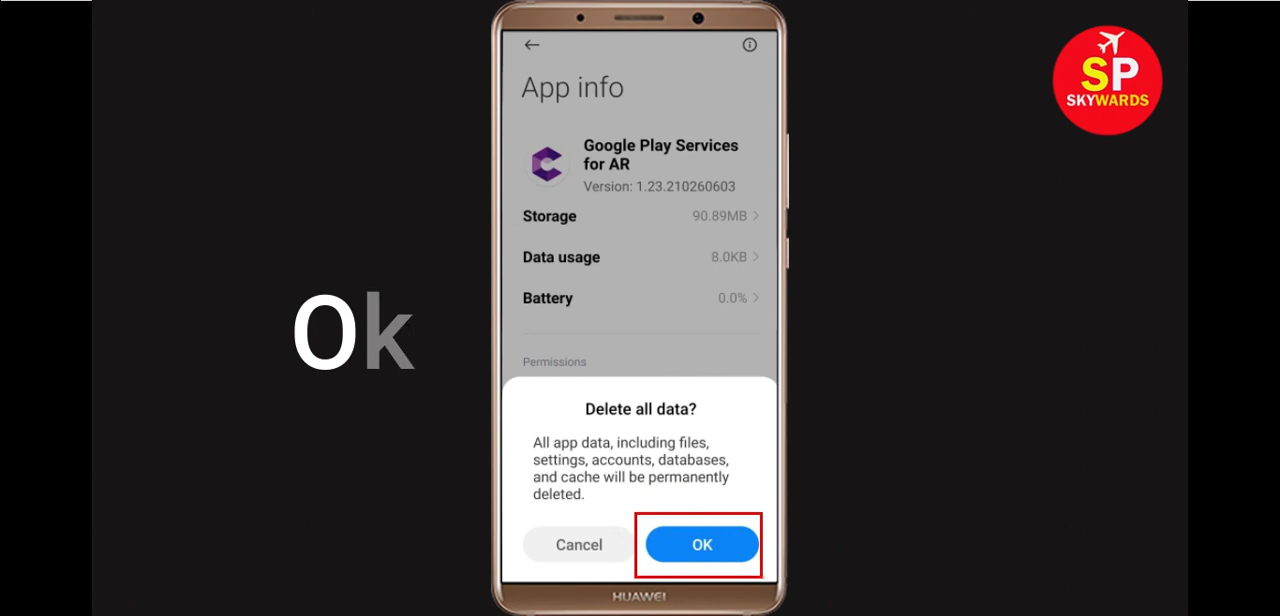 App info
Google Play Services
for AR
Version: 1.23.210260603
Storage 90.89MB
Data usage 8.0KB
Battery 0.0%
Permissions
Delete all data?
All app data, including files,
settings, accounts, databases,
and cache will be permanently
deleted.
Cancel OK
HUAWEI
Ok
SP
SKYWARDS